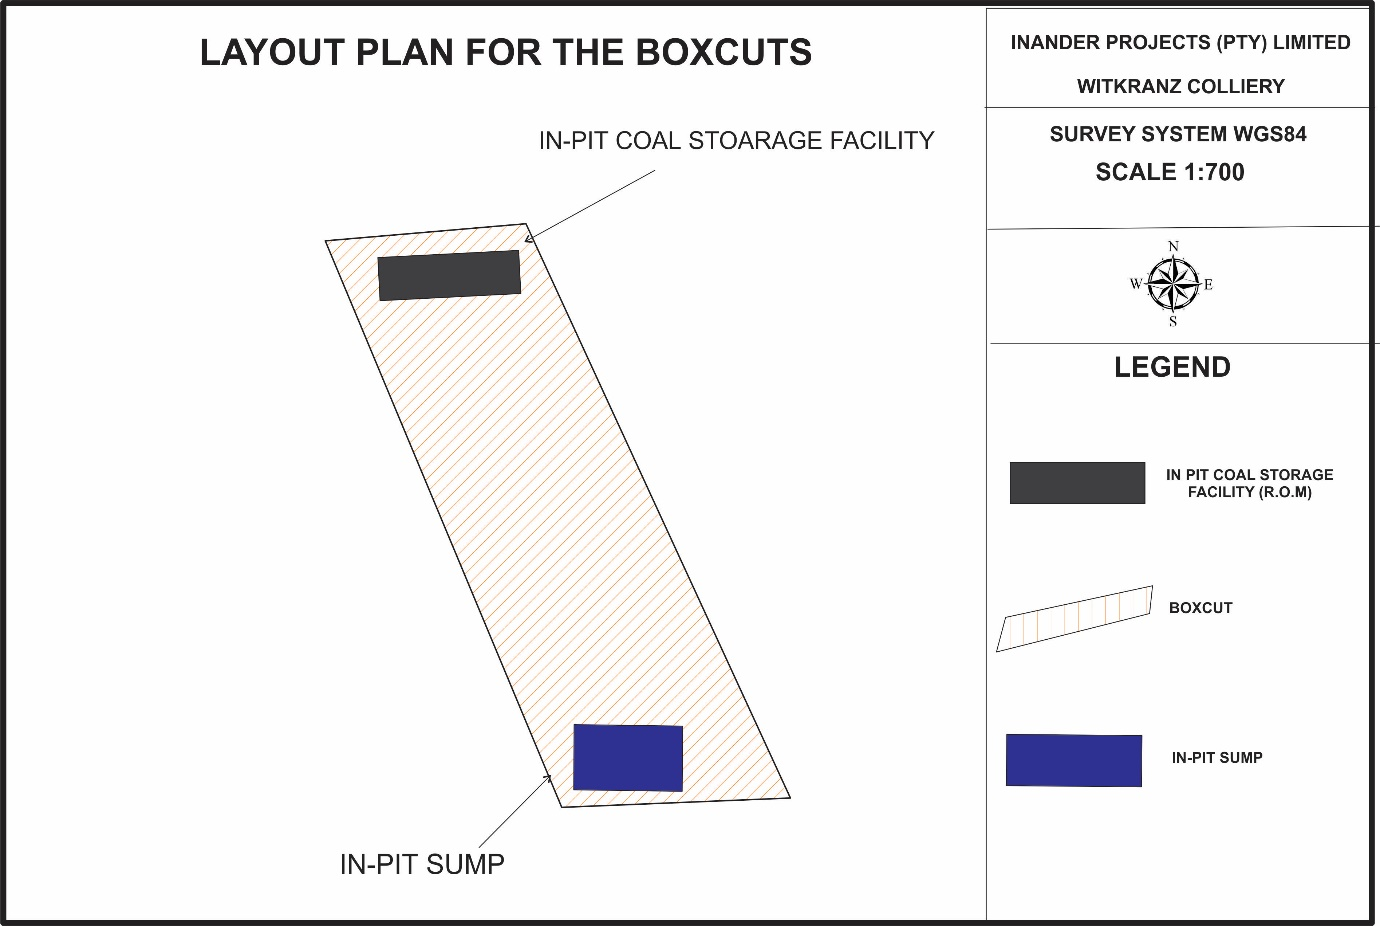 LAYOUT PLAN FOR THE BOXCUTS
IN-PIT COAL STOARAGE FACILITY
IN-PIT SUMP
INANDER PROJECTS (PTY) LIMITED
WITKRANZ COLLIERY
SURVEY SYSTEM WGS84
SCALE 1:700
N
W
E
S
LEGEND
IN PIT COAL STORAGE
FACILITY (R.O.M)
BOXCUT
IN-PIT SUMP